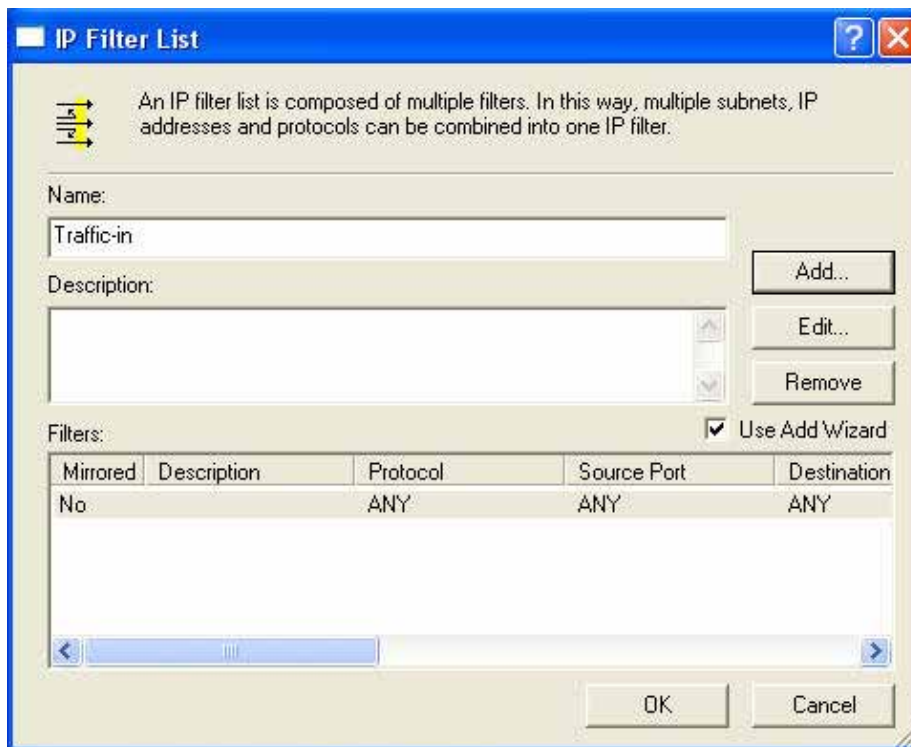 IP Filter List
An IP filter list is composed of multiple filters. In this way, multiple subnets, IP
addresses and protocols can be combined into one IP filter.
Name:
Traffic-in
Add...
Description:
Edit...
Remove
Filters:
Use Add Wizard
Mirrored Description Protocol Source Port Destination
No ANY ANY ANY
OK Cancel